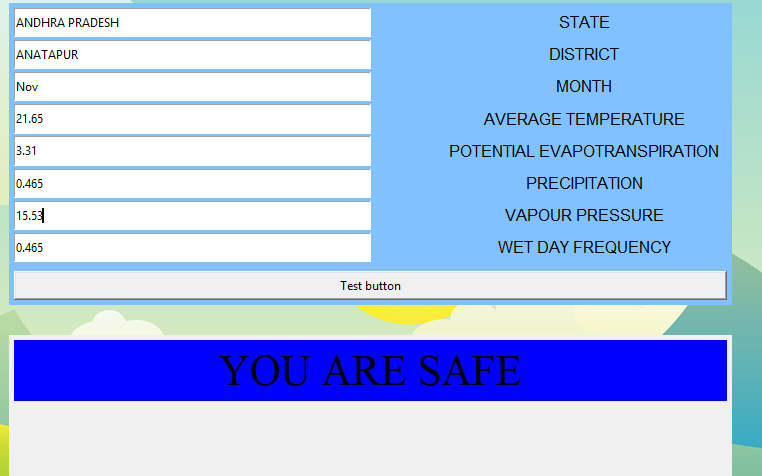 ANDHRA PRADESH STATE
ANATAPUR DISTRICT
Nov MONTH
21.65 AVERAGE TEMPERATURE
3.31 POTENTIAL EVAPOTRANSPIRATION
0.465 PRECIPITATION
15.53 VAPOUR PRESSURE
0.465 WET DAY FREQUENCY
Test button
YOU ARE SAFE